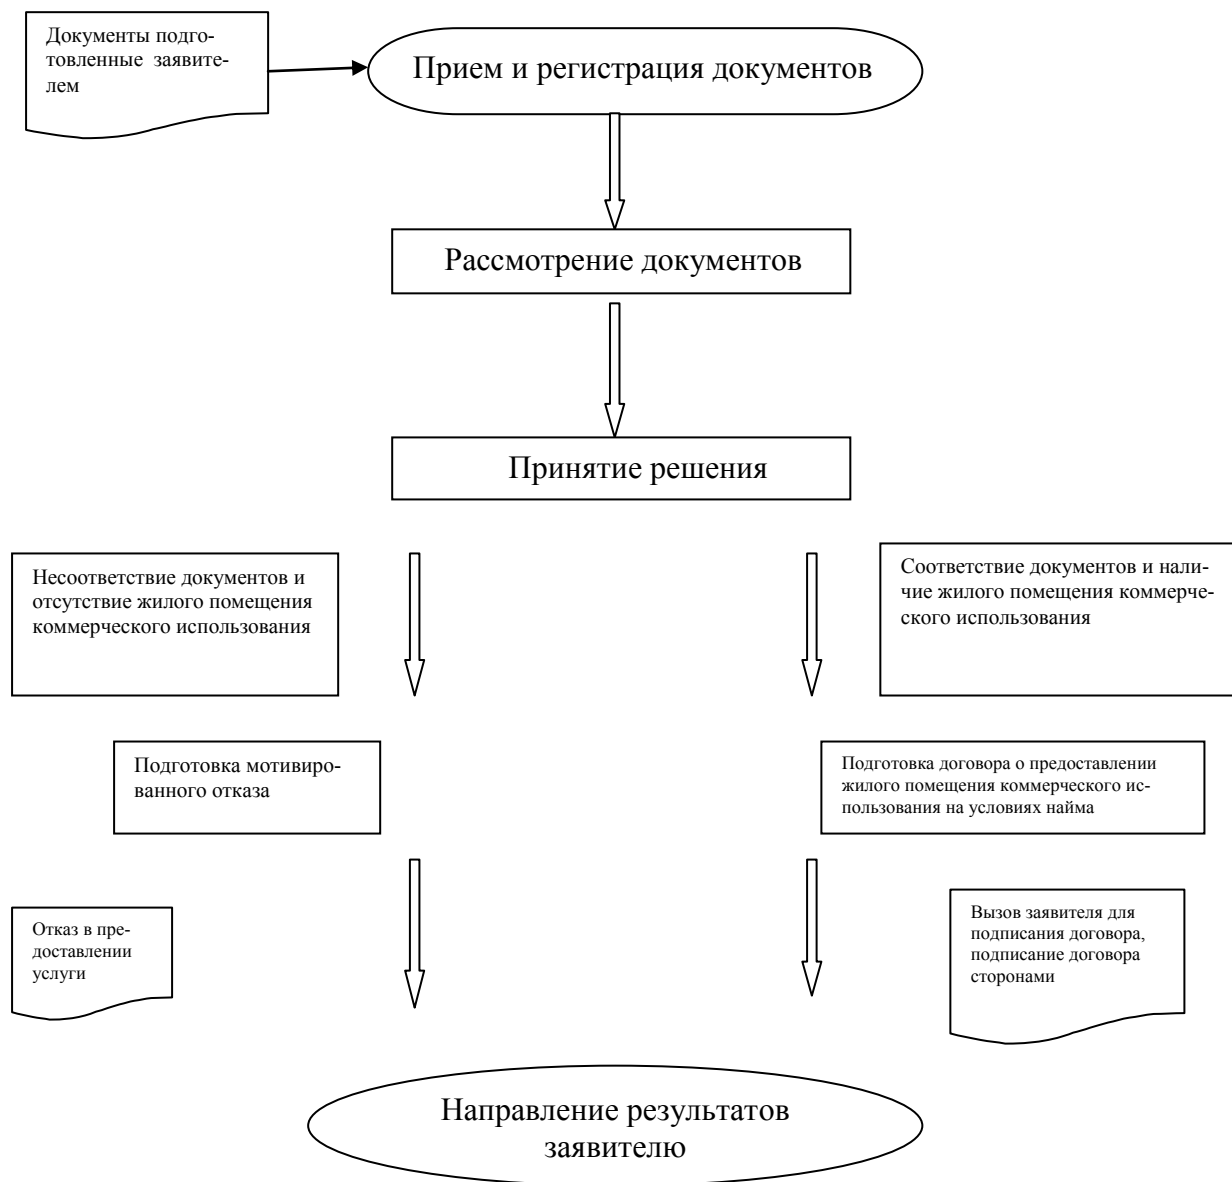 Документы подго-
товленные заявите-
лем
Прием и регистрация документов
Рассмотрение документов
Принятие решения
Несоответствие документов и
отсутствие жилого помещения
коммерческого использования
Соответствие документов и нали-
чие жилого помещения коммерче-
ского использования
Подготовка мотивиро-
ванного отказа
Подготовка договора о предоставлении
жилого помещения коммерческого ис-
пользования на условиях найма
Отказ в пре-
доставлении
услуги
Вызов заявителя для
подписания договора,
подписание договора
сторонами
Направление результатов
заявителю